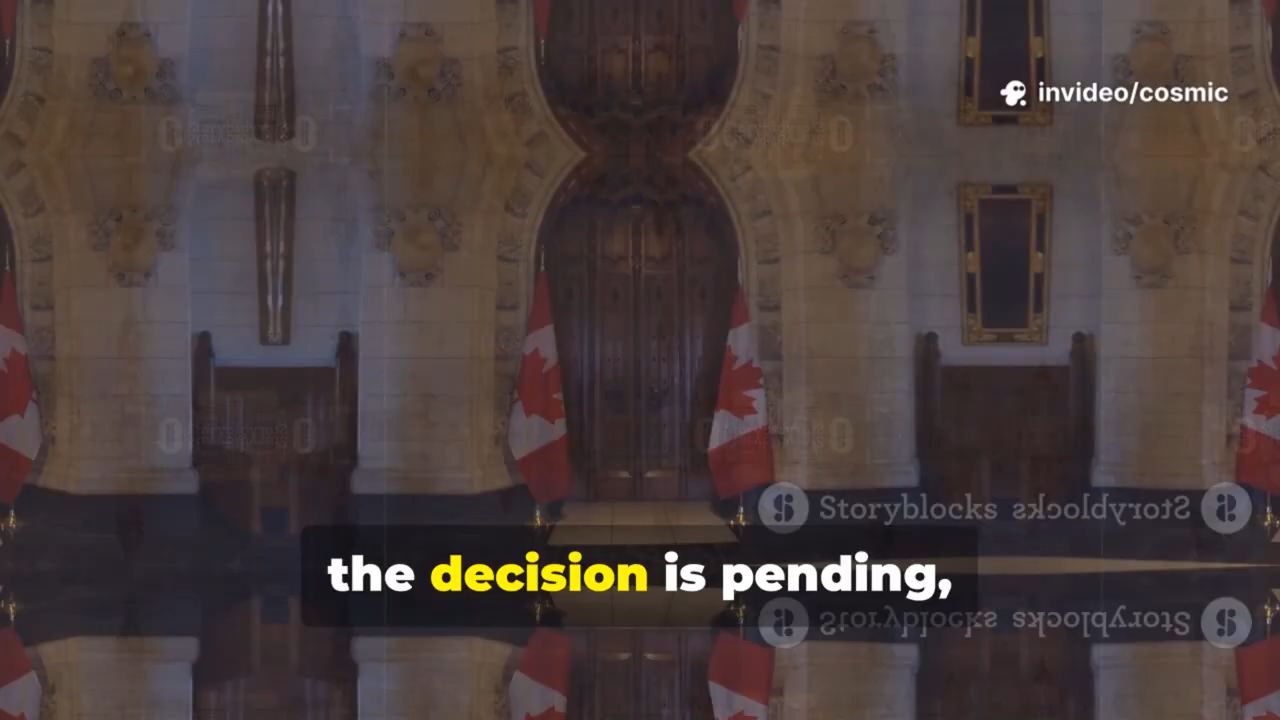 invideo/cosmic
Storyblocks
the decision is pending,